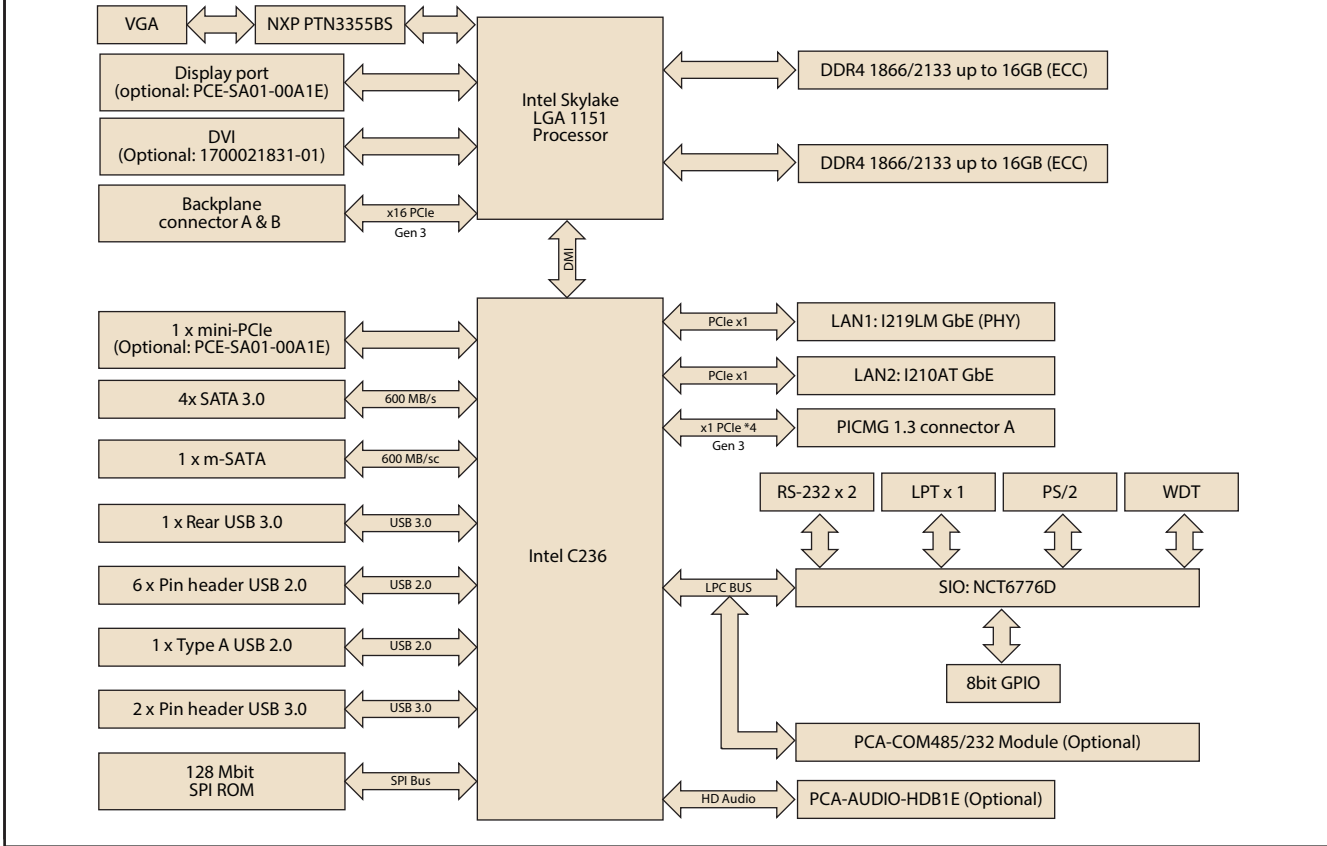 VGA
NXP PTN3355BS
Display port
(optional: PCE-SA01-00A1E)
DVI
(Optional: 1700021831-01)
Backplane
connector A & B
x16 PCIe
Gen 3
Intel Skylake
LGA 1151
Processor
DDR4 1866/2133 up to 16GB (ECC)
DDR4 1866/2133 up to 16GB (ECC)
DMI
1 x mini-PCIe
(Optional: PCE-SA01-00A1E)
4x SATA 3.0
600 MB/s
1 x m-SATA
600 MB/sc
1 x Rear USB 3.0
USB 3.0
6 x Pin header USB 2.0
USB 2.0
1 x Type A USB 2.0
USB 2.0
2 x Pin header USB 3.0
USB 3.0
128 Mbit
SPI ROM
SPI Bus
Intel C236
PCIe x1
LAN1: I219LM GbE (PHY)
PCIe x1
LAN2: I210AT GbE
x1 PCIe *4
Gen 3
PICMG 1.3 connector A
RS-232 x 2
LPT x 1
PS/2
WDT
LPC BUS
SIO: NCT6776D
8bit GPIO
PCA-COM485/232 Module (Optional)
HD Audio
PCA-AUDIO-HDB1E (Optional)